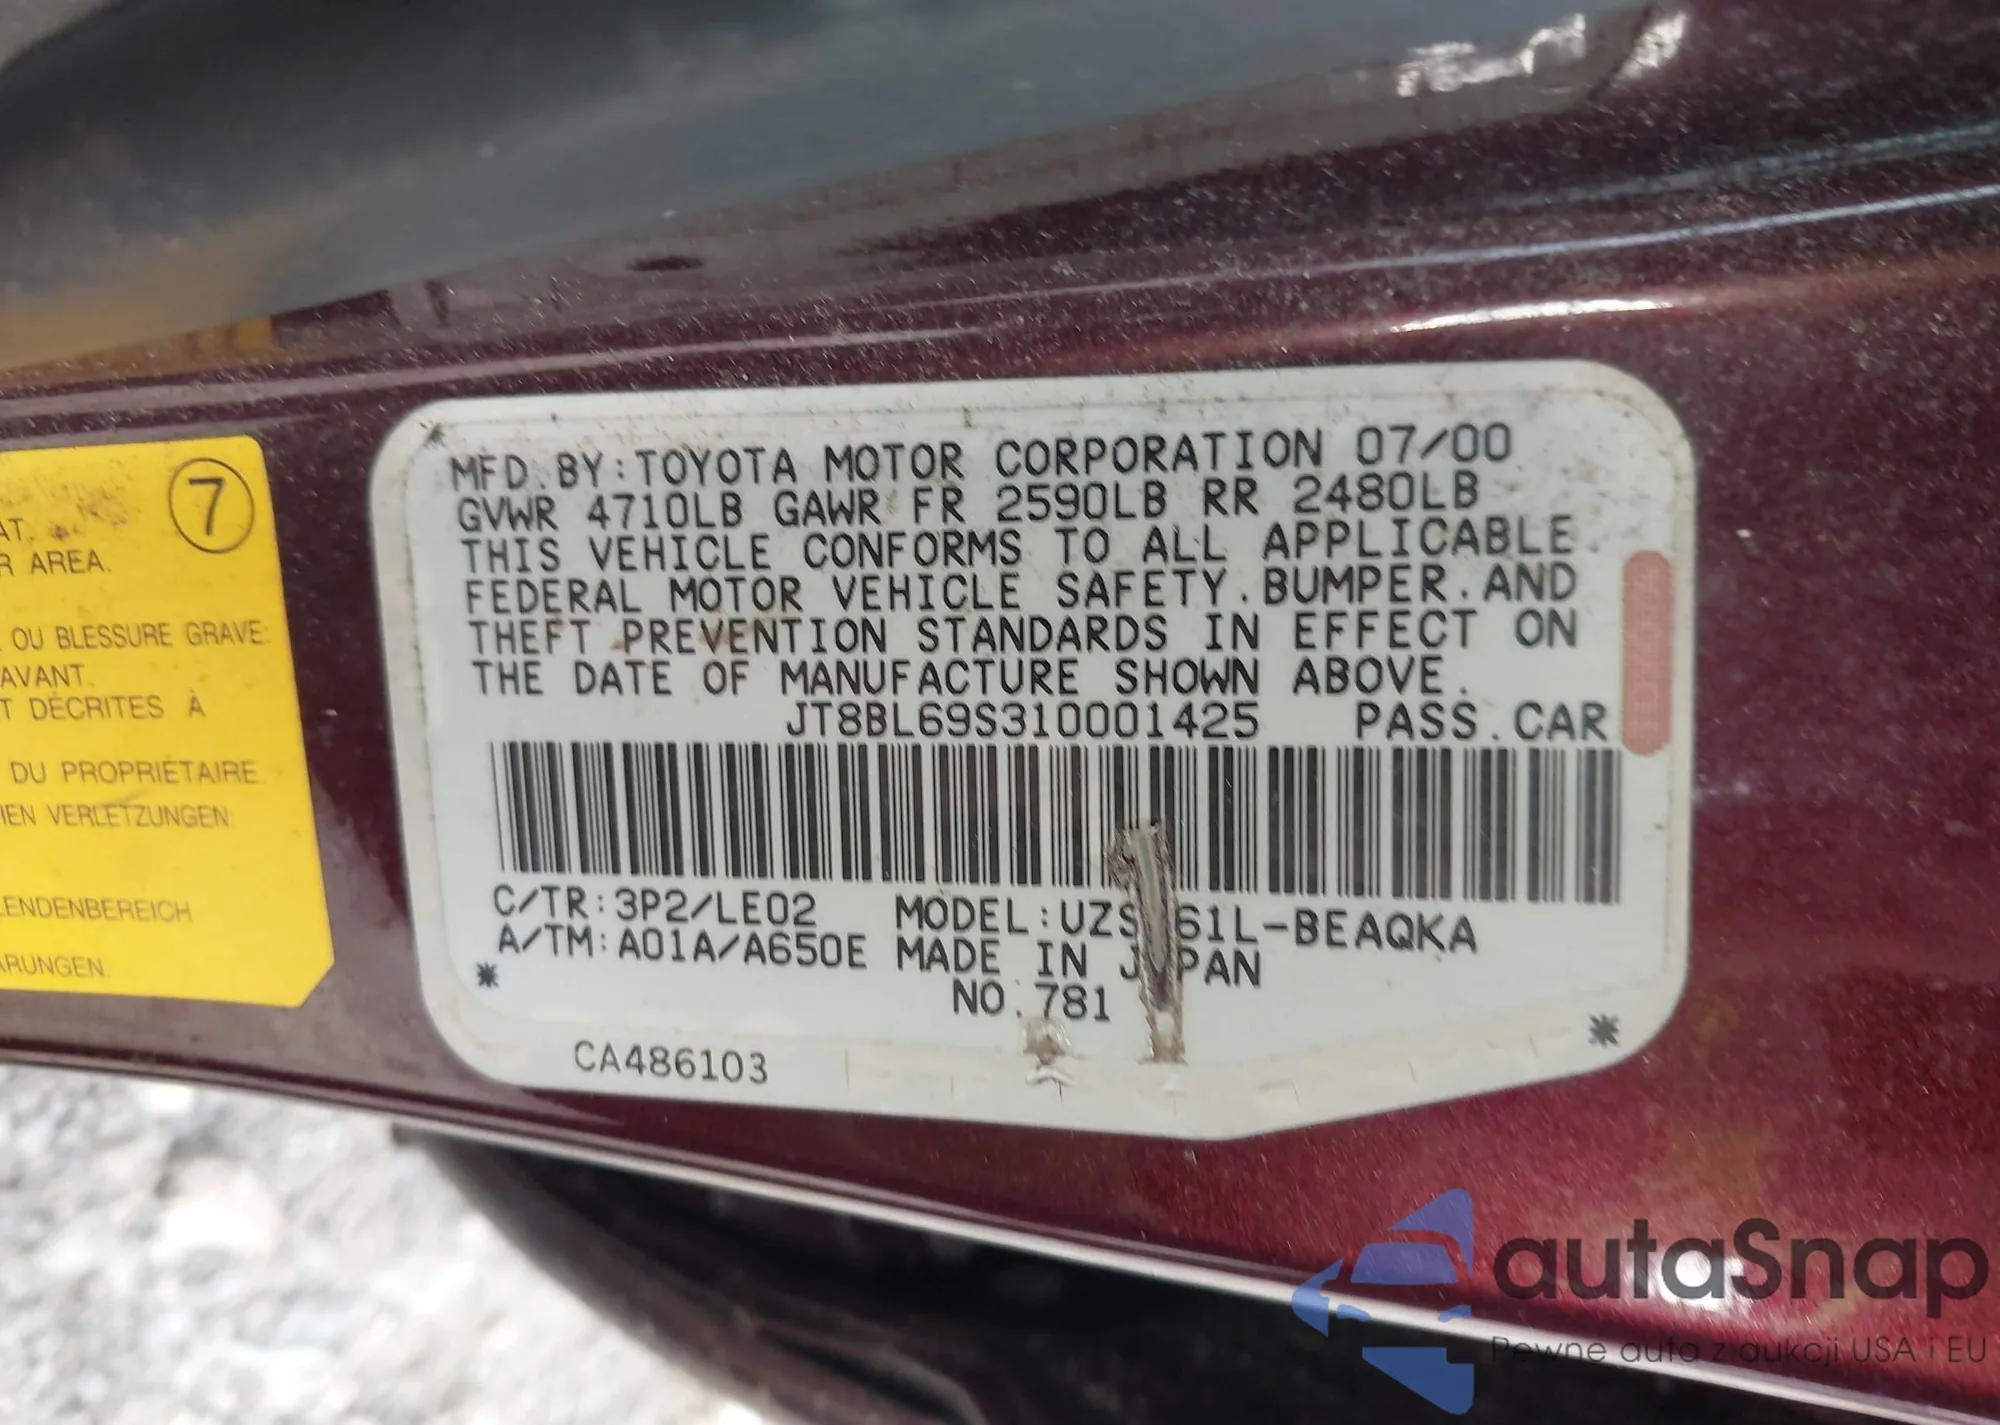 7
AT.
R AREA.
OU BLESSURE GRAVE:
AVANT.
T DÉCRITES À
DU PROPRIÉTAIRE
IEN VERLETZUNGEN
LENDENBEREICH
ARUNGEN.
MFD. BY:TOYOTA MOTOR CORPORATION 07/00
GVWR 4710LB GAWR FR 2590LB RR 2480LB
THIS VEHICLE CONFORMS TO ALL APPLICABLE
FEDERAL MOTOR VEHICLE SAFETY.BUMPER.AND
THEFT PREVENTION STANDARDS IN EFFECT ON
THE DATE OF MANUFACTURE SHOWN ABOVE.
JT8BL69S310001425 PASS.CAR
C/TR:3P2/LE02 MODEL:UZS 61L-BEAQKA
A/TM:A01A/A650E MADE IN J PAN
NO.781
CA486103
autaSnap
Pewne auta z aukcji USA i EU